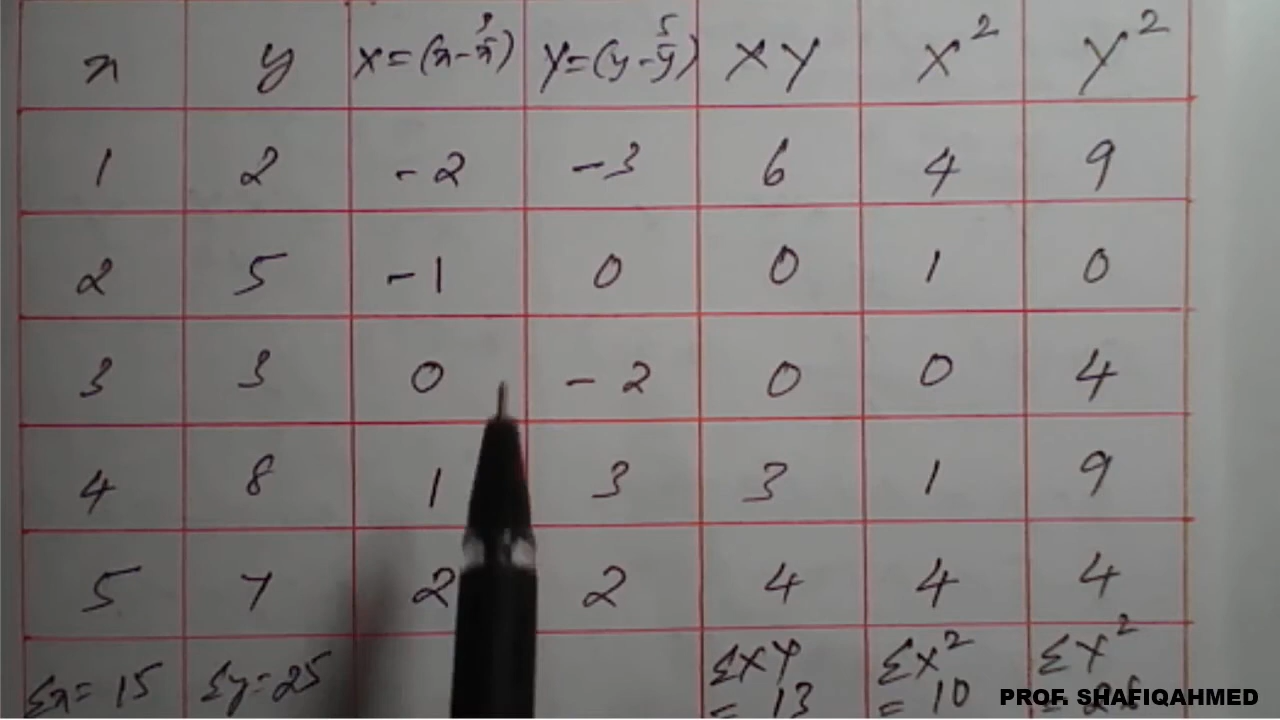 x y X=(x-x̄) 3 Y=(y-ȳ) 5 XY X² Y²
1 2 -2 -3 6 4 9
2 5 -1 0 0 1 0
3 3 0 -2 0 0 4
4 8 1 3 3 1 9
5 7 2 2 4 4 4
Σx=15 Σy=25 ΣXY ΣX² ΣY²
= 13 = 10
PROF. SHAFIQAHMED